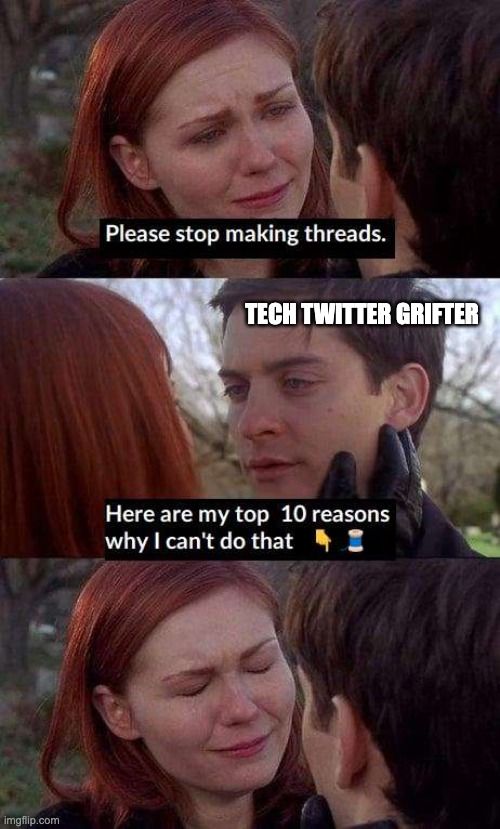 Please stop making threads.
TECH TWITTER GRIFTER
Here are my top 10 reasons
why I can't do that 👇 🧵
imgflip.com